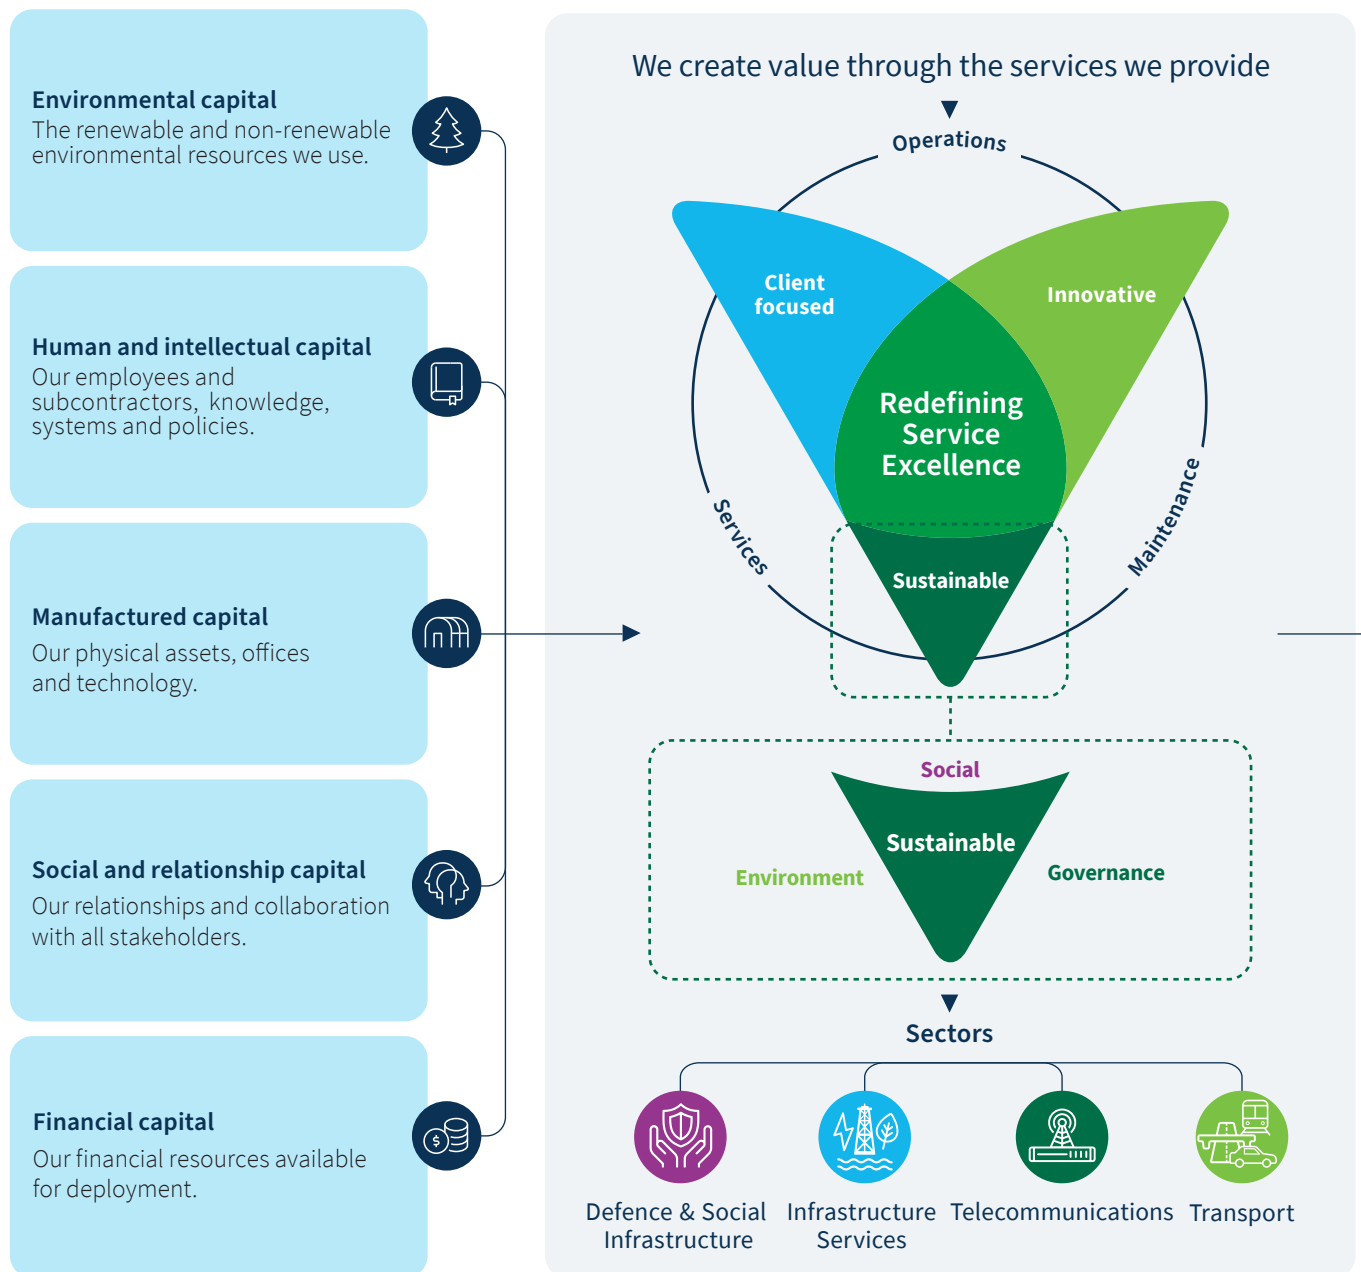 Environmental capital
The renewable and non-renewable
environmental resources we use.
Human and intellectual capital
Our employees and
subcontractors, knowledge,
systems and policies.
Manufactured capital
Our physical assets, offices
and technology.
Social and relationship capital
Our relationships and collaboration
with all stakeholders.
Financial capital
Our financial resources available
for deployment.
We create value through the services we provide
Operations
Client
focused
Innovative
Redefining
Service
Excellence
Services
Maintenance
Sustainable
Social
Sustainable
Environment
Governance
Sectors
Defence & Social
Infrastructure
Infrastructure
Services
Telecommunications
Transport